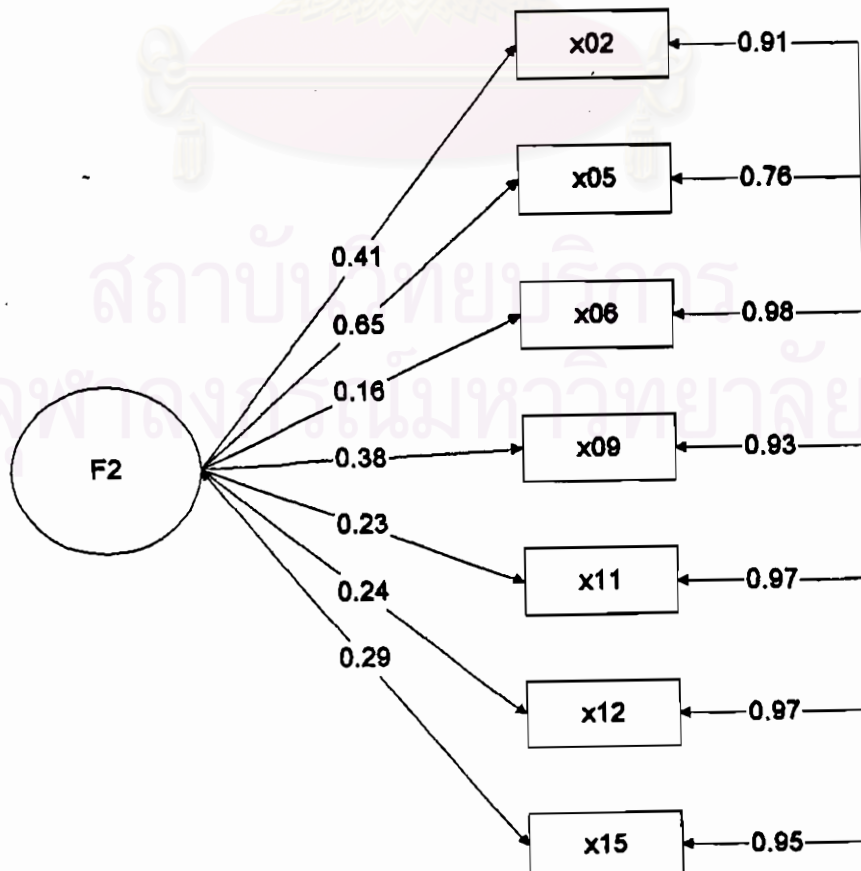 x02 0.91
x05 0.76
0.41
สถาบันวิทยบริการ
0.65
x06 0.98
0.16
จุฬาลงกรณ์มหาวิทยาลัย
F2
0.38
x09 0.93
0.23
x11 0.97
0.24
0.29
x12 0.97
x15 0.95